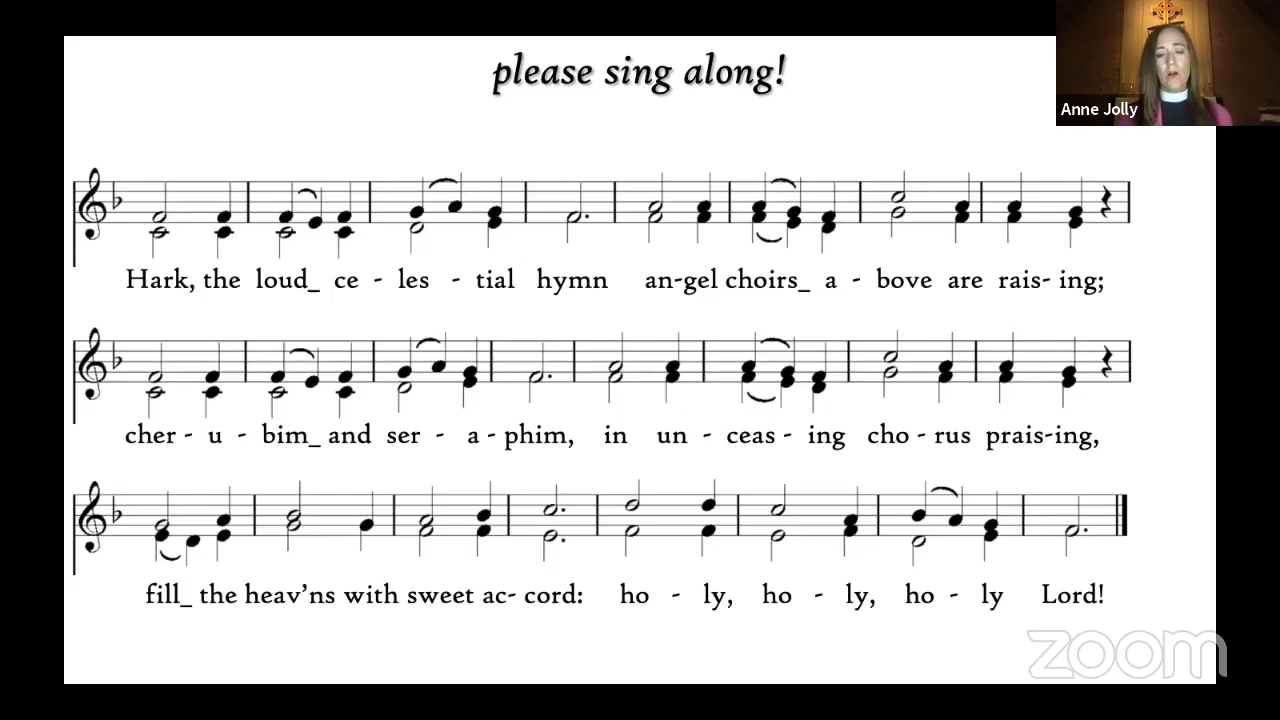 please sing along!
Anne Jolly
Hark, the loud_ ce - les - tial hymn an-gel choirs_ a - bove are rais- ing;
cher - u - bim_ and ser - a - phim, in un - ceas - ing cho - rus prais-ing,
fill_ the heav'ns with sweet ac- cord: ho - ly, ho - ly, ho - ly Lord!
zoom